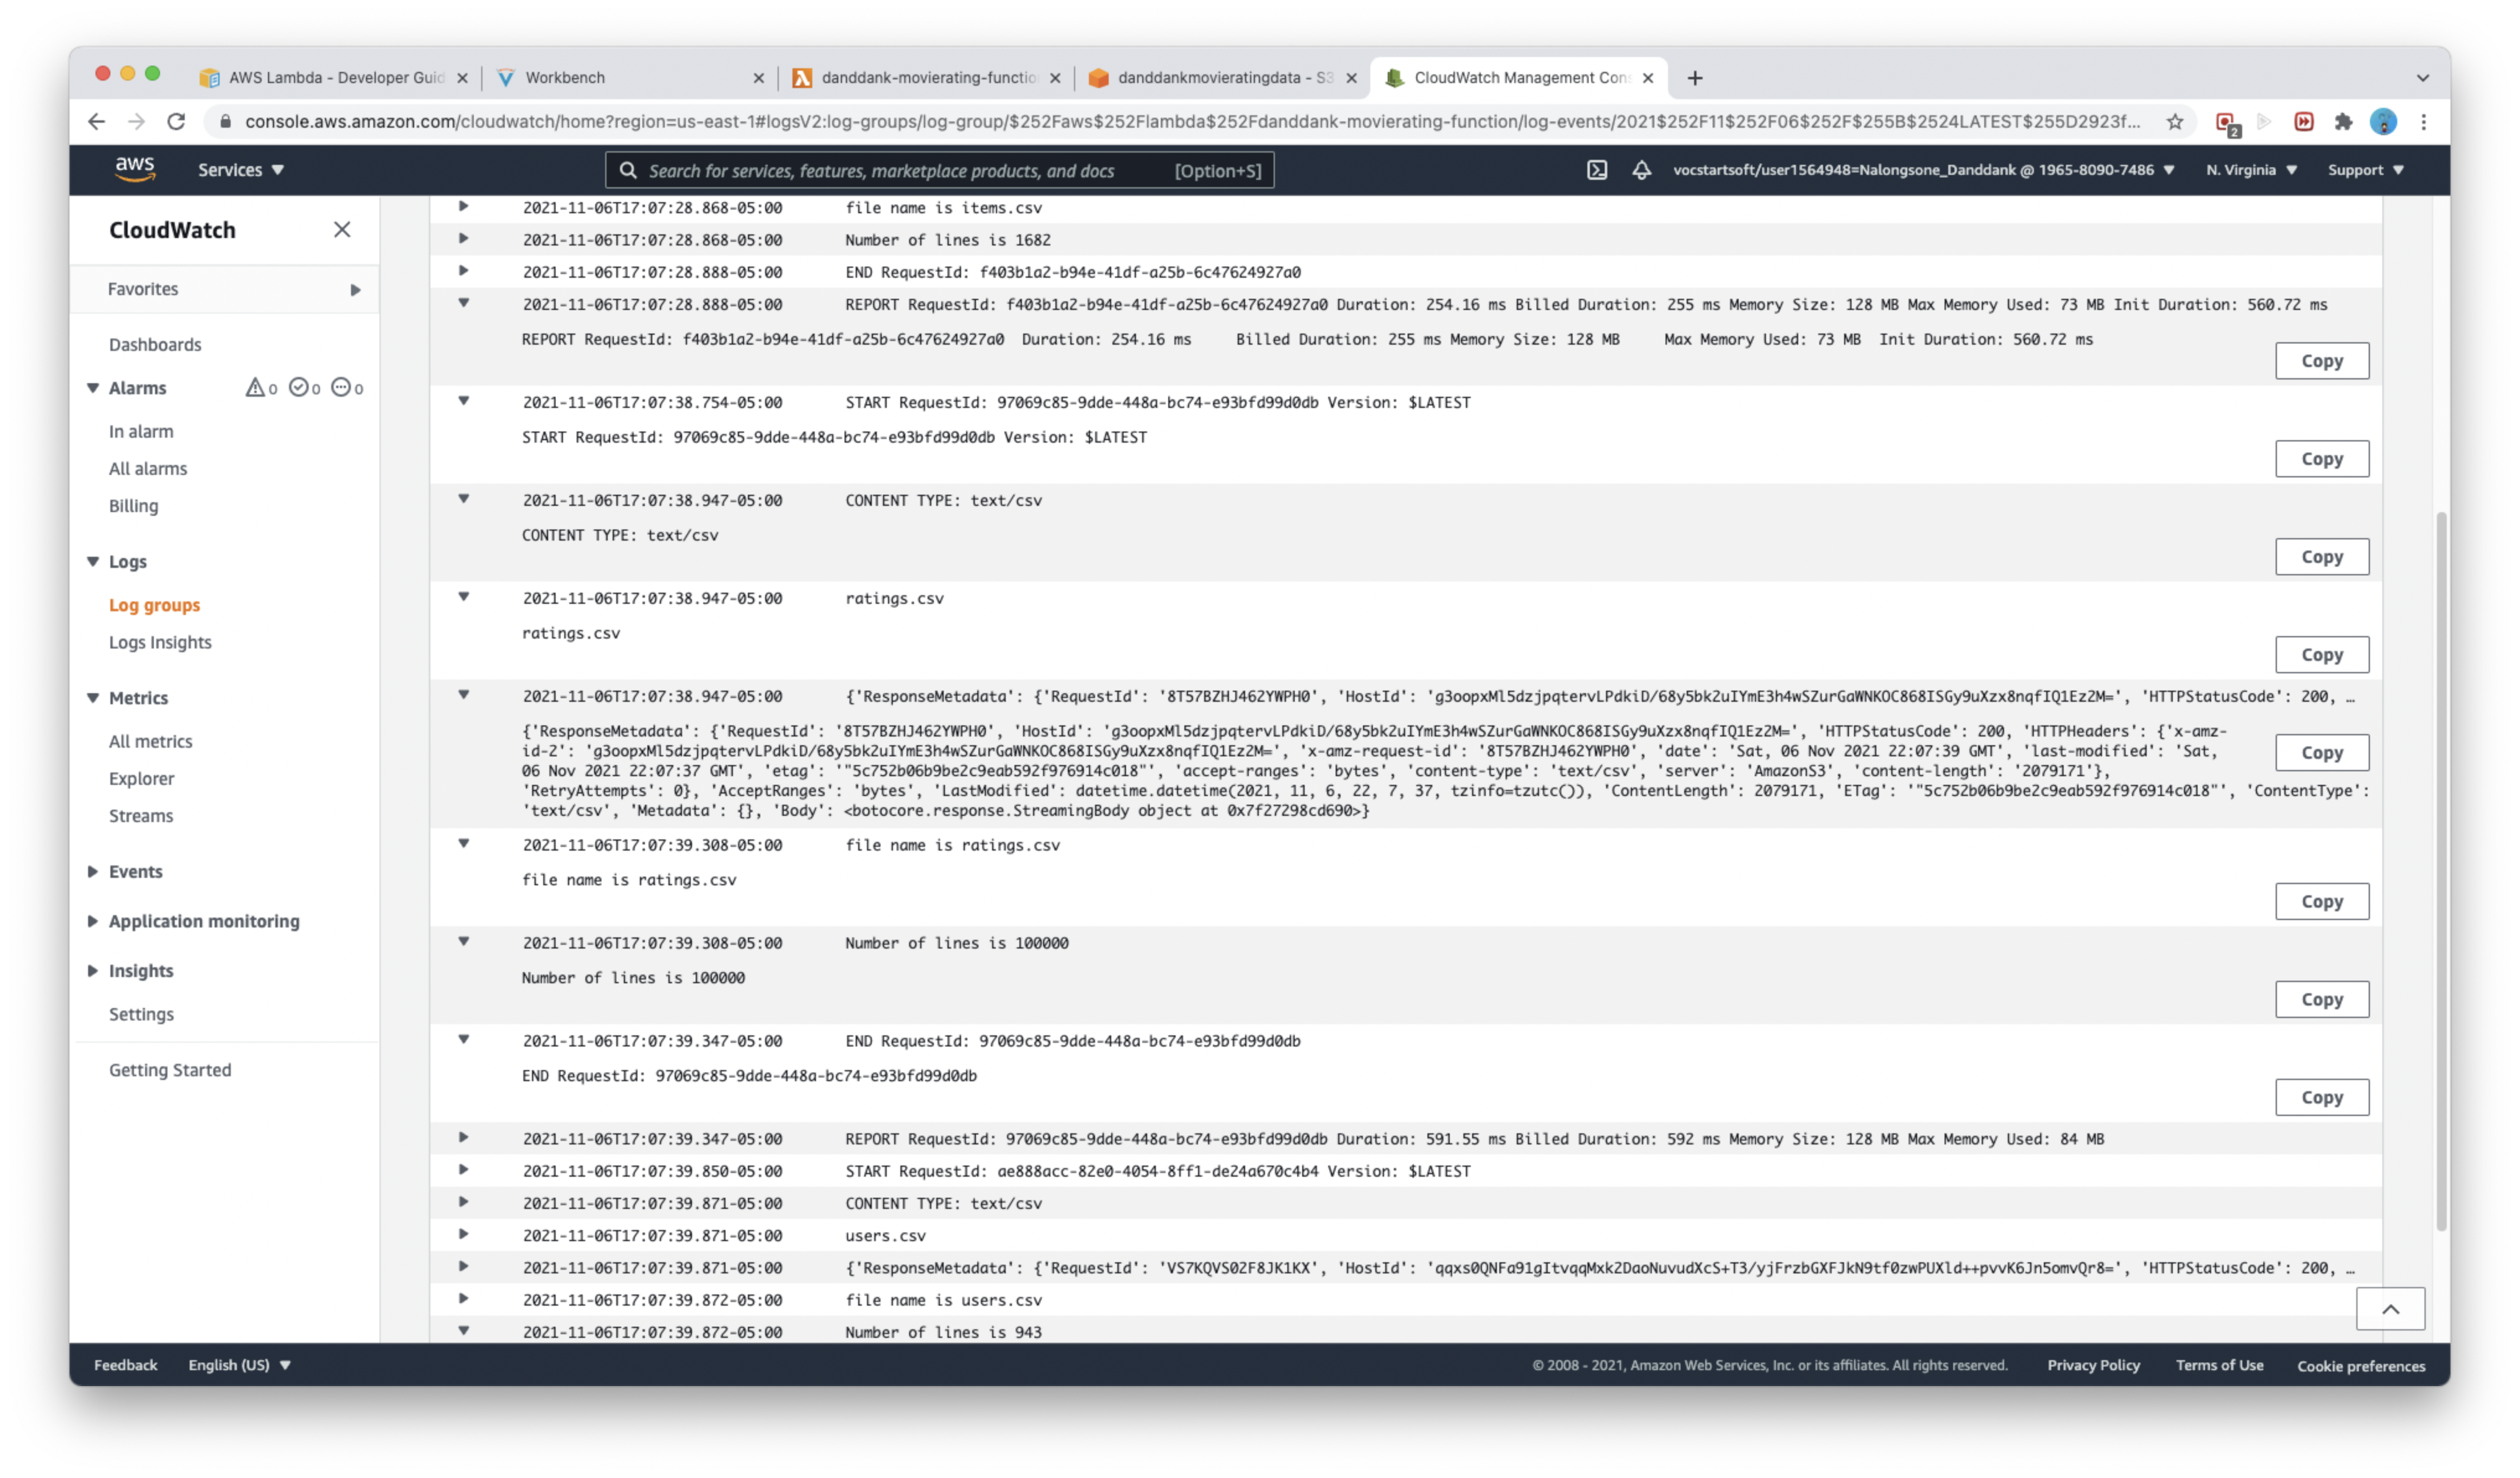 AWS Lambda - Developer Guid
Workbench
danddank-movierating-functio
danddankmovieratingdata - S3
CloudWatch Management Cons
console.aws.amazon.com/cloudwatch/home?region=us-east-1#logsV2:log-groups/log-group/$252Faws$252Flambda$252Fdanddank-movierating-function/log-events/2021$252F11$252F06$252F$255B$2524LATEST$255D2923f...
2
aws
Services
Search for services, features, marketplace products, and docs
[Option+S]
vocstartsoft/user1564948=Nalongsone_Danddank @ 1965-8090-7486
N. Virginia
Support
CloudWatch
Favorites
Dashboards
Alarms
0
0
0
In alarm
All alarms
Billing
Logs
Log groups
Logs Insights
Metrics
All metrics
Explorer
Streams
Events
Application monitoring
Insights
Settings
Getting Started
2021-11-06T17:07:28.868-05:00 file name is items.csv
2021-11-06T17:07:28.868-05:00 Number of lines is 1682
2021-11-06T17:07:28.888-05:00 END RequestId: f403b1a2-b94e-41df-a25b-6c47624927a0
2021-11-06T17:07:28.888-05:00 REPORT RequestId: f403b1a2-b94e-41df-a25b-6c47624927a0 Duration: 254.16 ms Billed Duration: 255 ms Memory Size: 128 MB Max Memory Used: 73 MB Init Duration: 560.72 ms
REPORT RequestId: f403b1a2-b94e-41df-a25b-6c47624927a0 Duration: 254.16 ms Billed Duration: 255 ms Memory Size: 128 MB Max Memory Used: 73 MB Init Duration: 560.72 ms
Copy
2021-11-06T17:07:38.754-05:00 START RequestId: 97069c85-9dde-448a-bc74-e93bfd99d0db Version: $LATEST
START RequestId: 97069c85-9dde-448a-bc74-e93bfd99d0db Version: $LATEST
Copy
2021-11-06T17:07:38.947-05:00 CONTENT TYPE: text/csv
CONTENT TYPE: text/csv
Copy
2021-11-06T17:07:38.947-05:00 ratings.csv
ratings.csv
Copy
2021-11-06T17:07:38.947-05:00 {'ResponseMetadata': {'RequestId': '8T57BZHJ462YWPH0', 'HostId': 'g3oopxMl5dzjpqtervLPdkiD/68y5bk2uIYmE3h4wSZurGaWNKOC868ISGy9uXzx8nqfIQ1Ez2M=', 'HTTPStatusCode': 200, …
{'ResponseMetadata': {'RequestId': '8T57BZHJ462YWPH0', 'HostId': 'g3oopxMl5dzjpqtervLPdkiD/68y5bk2uIYmE3h4wSZurGaWNKOC868ISGy9uXzx8nqfIQ1Ez2M=', 'HTTPStatusCode': 200, 'HTTPHeaders': {'x-amz-
id-2': 'g3oopxMl5dzjpqtervLPdkiD/68y5bk2uIYmE3h4wSZurGaWNKOC868ISGy9uXzx8nqfIQ1Ez2M=', 'x-amz-request-id': '8T57BZHJ462YWPH0', 'date': 'Sat, 06 Nov 2021 22:07:39 GMT', 'last-modified': 'Sat,
06 Nov 2021 22:07:37 GMT', 'etag': '"5c752b06b9be2c9eab592f976914c018"', 'accept-ranges': 'bytes', 'content-type': 'text/csv', 'server': 'AmazonS3', 'content-length': '2079171'},
'RetryAttempts': 0}, 'AcceptRanges': 'bytes', 'LastModified': datetime.datetime(2021, 11, 6, 22, 7, 37, tzinfo=tzutc()), 'ContentLength': 2079171, 'ETag': '"5c752b06b9be2c9eab592f976914c018"', 'ContentType':
'text/csv', 'Metadata': {}, 'Body': <botocore.response.StreamingBody object at 0x7f27298cd690>}
Copy
2021-11-06T17:07:39.308-05:00 file name is ratings.csv
file name is ratings.csv
Copy
2021-11-06T17:07:39.308-05:00 Number of lines is 100000
Number of lines is 100000
Copy
2021-11-06T17:07:39.347-05:00 END RequestId: 97069c85-9dde-448a-bc74-e93bfd99d0db
END RequestId: 97069c85-9dde-448a-bc74-e93bfd99d0db
Copy
2021-11-06T17:07:39.347-05:00 REPORT RequestId: 97069c85-9dde-448a-bc74-e93bfd99d0db Duration: 591.55 ms Billed Duration: 592 ms Memory Size: 128 MB Max Memory Used: 84 MB
2021-11-06T17:07:39.850-05:00 START RequestId: ae888acc-82e0-4054-8ff1-de24a670c4b4 Version: $LATEST
2021-11-06T17:07:39.871-05:00 CONTENT TYPE: text/csv
2021-11-06T17:07:39.871-05:00 users.csv
2021-11-06T17:07:39.871-05:00 {'ResponseMetadata': {'RequestId': 'VS7KQVS02F8JK1KX', 'HostId': 'qqxs0QNFa91gItvqqMxk2DaoNuvudXcS+T3/yjFrzbGXFJkN9tf0zwPUXld++pvvK6Jn5omvQr8=', 'HTTPStatusCode': 200, …
2021-11-06T17:07:39.872-05:00 file name is users.csv
2021-11-06T17:07:39.872-05:00 Number of lines is 943
Feedback
English (US)
© 2008 - 2021, Amazon Web Services, Inc. or its affiliates. All rights reserved.
Privacy Policy
Terms of Use
Cookie preferences